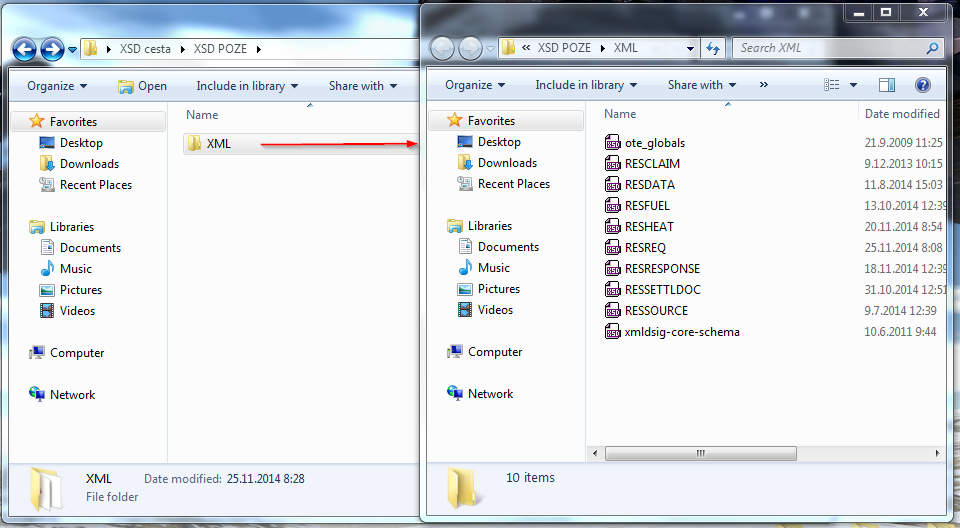 XSD cesta
XSD POZE
Organize
Open
Include in library
Share with
Favorites
Desktop
Downloads
Recent Places
Libraries
Documents
Music
Pictures
Videos
Computer
Network
Name
XML
XML
Date modified: 25.11.2014 8:28
File folder
« XSD POZE
XML
Search XML
Organize
Include in library
Share with
»
Favorites
Desktop
Downloads
Recent Places
Libraries
Documents
Music
Pictures
Videos
Computer
Network
Name Date modified
ote_globals 21.9.2009 11:25
RESCLAIM 9.12.2013 10:15
RESDATA 11.8.2014 15:03
RESFUEL 13.10.2014 12:39
RESHEAT 20.11.2014 8:54
RESREQ 25.11.2014 8:08
RESRESPONSE 18.11.2014 12:39
RESSETTLDOC 31.10.2014 12:51
RESSOURCE 9.7.2014 12:39
xmldsig-core-schema 10.6.2011 9:44
10 items